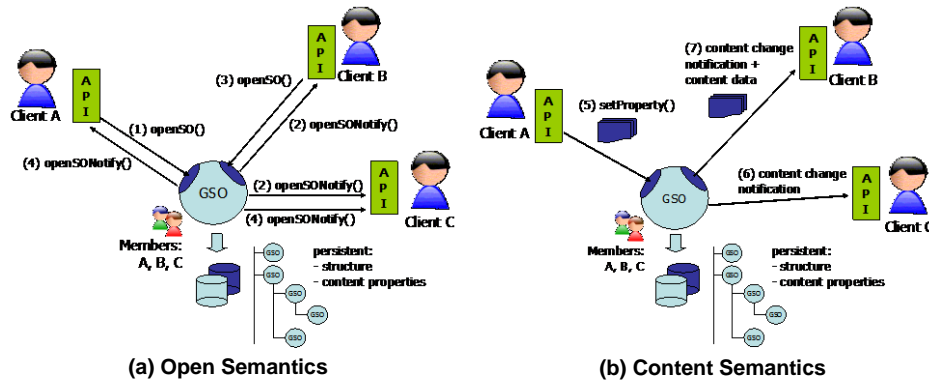 A
P
I
Client A
A
P
I
Client B
(3) openSO()
(2) openSONotify()
(1) openSO()
(4) openSONotify()
GSO
(2) openSONotify()
(4) openSONotify()
A
P
I
Client C
Members:
A, B, C
GSO
GSO
GSO
GSO
GSO
persistent:
- structure
- content properties
(a) Open Semantics
A
P
I
Client A
(5) setProperty()
(7) content change
notification +
content data
A
P
I
Client B
GSO
(6) content change
notification
A
P
I
Client C
Members:
A, B, C
GSO
GSO
GSO
GSO
GSO
persistent:
- structure
- content properties
(b) Content Semantics